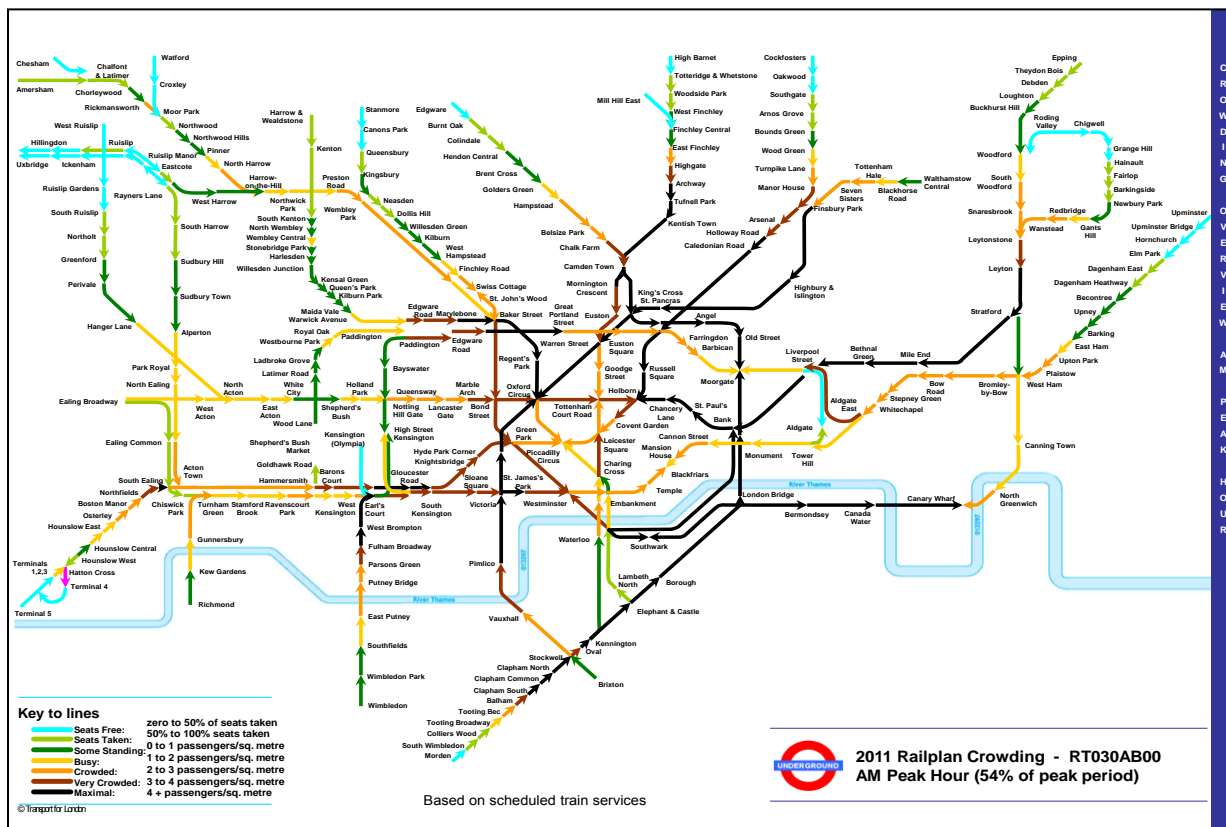 CROWDING OVERVIEW AM PEAK HOUR
Chesham
Chalfont
& Latimer
Watford
Croxley
Amersham
Chorleywood
Rickmansworth
Moor Park
Northwood
Northwood Hills
Pinner
North Harrow
Harrow-
on-the-Hill
West Ruislip
Hillingdon
Ruislip
Ruislip Manor
Eastcote
Uxbridge
Ickenham
Ruislip Gardens
Rayners Lane
West Harrow
South Ruislip
Northolt
Greenford
Perivale
Hanger Lane
South Harrow
Sudbury Hill
Sudbury Town
Alperton
Park Royal
North Ealing
Ealing Broadway
Ealing Common
West
Acton
North
Acton
East
Acton
White
City
Wood Lane
Latimer Road
Ladbroke Grove
Westbourne Park
Royal Oak
Paddington
Harrow &
Wealdstone
Kenton
Preston
Road
Northwick
Park
Wembley
Park
South Kenton
North Wembley
Wembley Central
Stonebridge Park
Harlesden
Willesden Junction
Kensal Green
Queen's Park
Kilburn Park
Maida Vale
Warwick Avenue
Stanmore
Canons Park
Queensbury
Kingsbury
Neasden
Dollis Hill
Willesden Green
Kilburn
West
Hampstead
Finchley Road
Swiss Cottage
St. John's Wood
Edgware
Road
Marylebone
Baker Street
Great
Portland
Street
Paddington
Edgware
Road
Edgware
Burnt Oak
Colindale
Hendon Central
Brent Cross
Golders Green
Hampstead
Belsize Park
Chalk Farm
Camden Town
Mornington
Crescent
Euston
Mill Hill East
High Barnet
Totteridge & Whetstone
Woodside Park
West Finchley
Finchley Central
East Finchley
Highgate
Archway
Tufnell Park
Kentish Town
Cockfosters
Oakwood
Southgate
Arnos Grove
Bounds Green
Wood Green
Turnpike Lane
Manor House
Arsenal
Holloway Road
Caledonian Road
Finsbury Park
Seven
Sisters
Tottenham
Hale
Blackhorse
Road
Walthamstow
Central
Highbury &
Islington
King's Cross
St. Pancras
Angel
Old Street
Farringdon
Barbican
Moorgate
Liverpool
Street
Bethnal
Green
Mile End
Stratford
Leyton
Leytonstone
Snaresbrook
South
Woodford
Woodford
Buckhurst Hill
Loughton
Debden
Theydon Bois
Epping
Roding
Valley
Chigwell
Grange Hill
Hainault
Fairlop
Barkingside
Newbury Park
Gants
Hill
Redbridge
Wanstead
Upminster
Upminster Bridge
Hornchurch
Elm Park
Dagenham East
Dagenham Heathway
Becontree
Upney
Barking
East Ham
Upton Park
Plaistow
West Ham
Bromley-
by-Bow
Bow
Road
Stepney Green
Whitechapel
Aldgate
East
Aldgate
Tower
Hill
Monument
Cannon Street
Mansion
House
Blackfriars
Temple
Embankment
Charing
Cross
Leicester
Square
Covent Garden
Holborn
Chancery
Lane
St. Paul's
Bank
Russell
Square
Euston
Square
Warren Street
Goodge
Street
Tottenham
Court Road
Regent's
Park
Oxford
Circus
Bond
Street
Marble
Arch
Lancaster
Gate
Queensway
Notting
Hill Gate
Bayswater
Holland
Park
Shepherd's
Bush
High Street
Kensington
Kensington
(Olympia)
Shepherd's Bush
Market
Goldhawk Road
Hammersmith
Barons
Court
Gloucester
Road
Hyde Park Corner
Knightsbridge
Green
Park
Piccadilly
Circus
Sloane
Square
South
Kensington
Victoria
St. James's
Park
Westminster
Earl's
Court
West
Kensington
Ravenscourt
Park
Stamford
Brook
Turnham
Green
Chiswick
Park
Acton
Town
South Ealing
Northfields
Boston Manor
Osterley
Hounslow East
Hounslow Central
Hounslow West
Hatton Cross
Terminals
1,2,3
Terminal 4
Terminal 5
Gunnersbury
Kew Gardens
Richmond
West Brompton
Fulham Broadway
Parsons Green
Putney Bridge
East Putney
Southfields
Wimbledon Park
Wimbledon
Pimlico
Vauxhall
Stockwell
Brixton
Waterloo
Southwark
Lambeth
North
Elephant & Castle
Borough
London Bridge
Bermondsey
Canada
Water
Canary Wharf
North
Greenwich
Canning Town
Kennington
Oval
Clapham North
Clapham Common
Clapham South
Balham
Tooting Bec
Tooting Broadway
Colliers Wood
South Wimbledon
Morden
River Thames
River Thames
Key to lines
Seats Free: zero to 50% of seats taken
Seats Taken: 50% to 100% seats taken
Some Standing: 0 to 1 passengers/sq. metre
Busy: 1 to 2 passengers/sq. metre
Crowded: 2 to 3 passengers/sq. metre
Very Crowded: 3 to 4 passengers/sq. metre
Maximal: 4 + passengers/sq. metre
© Transport for London
Based on scheduled train services
UNDERGROUND
2011 Railplan Crowding - RT030AB00
AM Peak Hour (54% of peak period)